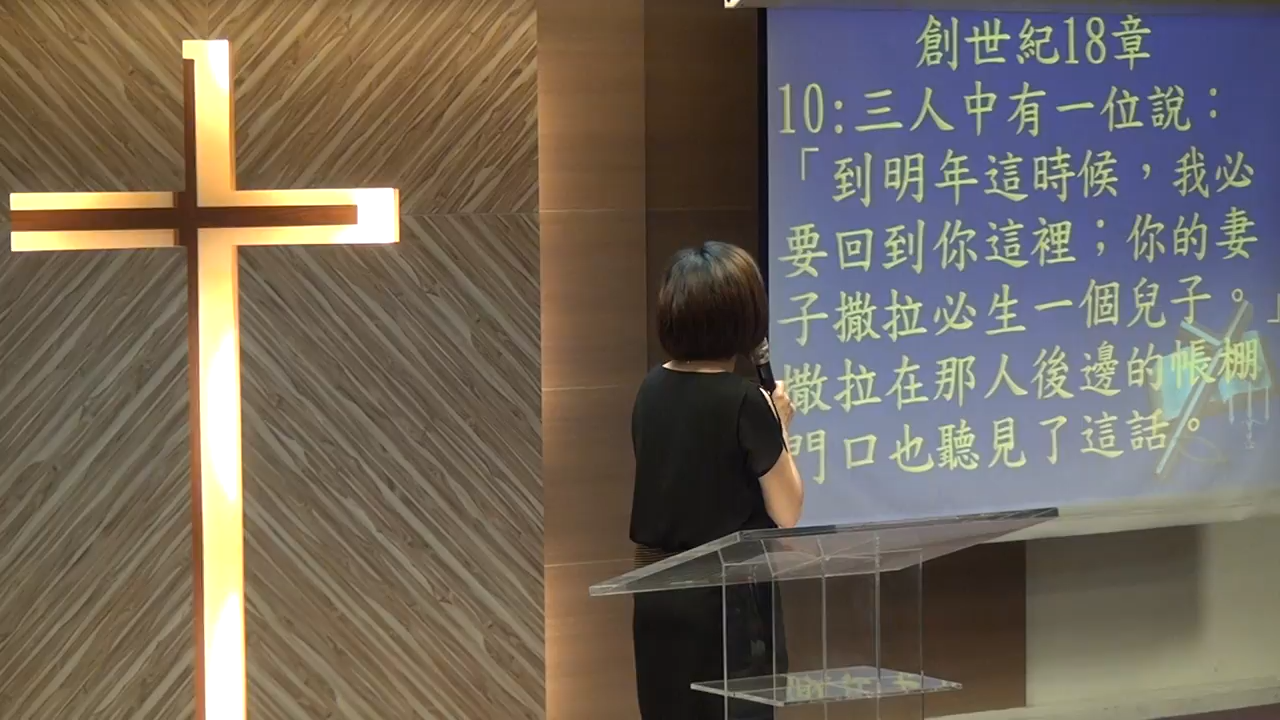 創世紀18章
10:三人中有一位說:
「到明年這時候,我必
要回到你這裡;你的妻
子撒拉必生一個兒子。」
撒拉在那人後邊的帳棚
門口也聽見了這話。